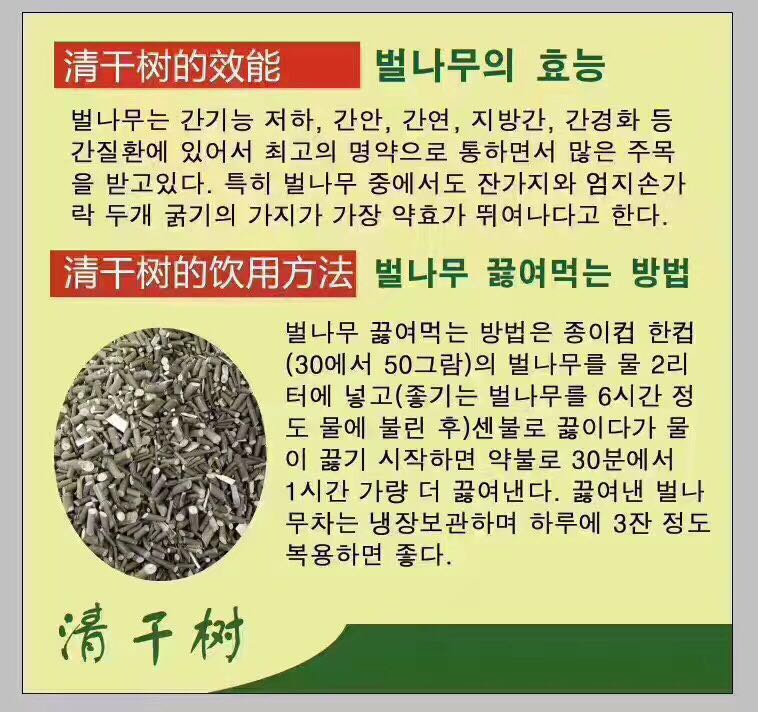 清干树的效能 벌나무의 효능
벌나무는 간기능 저하, 간안, 간연, 지방간, 간경화 등
간질환에 있어서 최고의 명약으로 통하면서 많은 주목
을 받고있다. 특히 벌나무 중에서도 잔가지와 엄지손가
락 두개 굵기의 가지가 가장 약효가 뛰여나다고 한다.
清干树的饮用方法 벌나무 끓여먹는 방법
벌나무 끓여먹는 방법은 종이컵 한컵
(30에서 50그람)의 벌나무를 물 2리
터에 넣고(좋기는 벌나무를 6시간 정
도 물에 불린 후)센불로 끓이다가 물
이 끓기 시작하면 약불로 30분에서
1시간 가량 더 끓여낸다. 끓여낸 벌나
무차는 냉장보관하며 하루에 3잔 정도
복용하면 좋다.
清干树